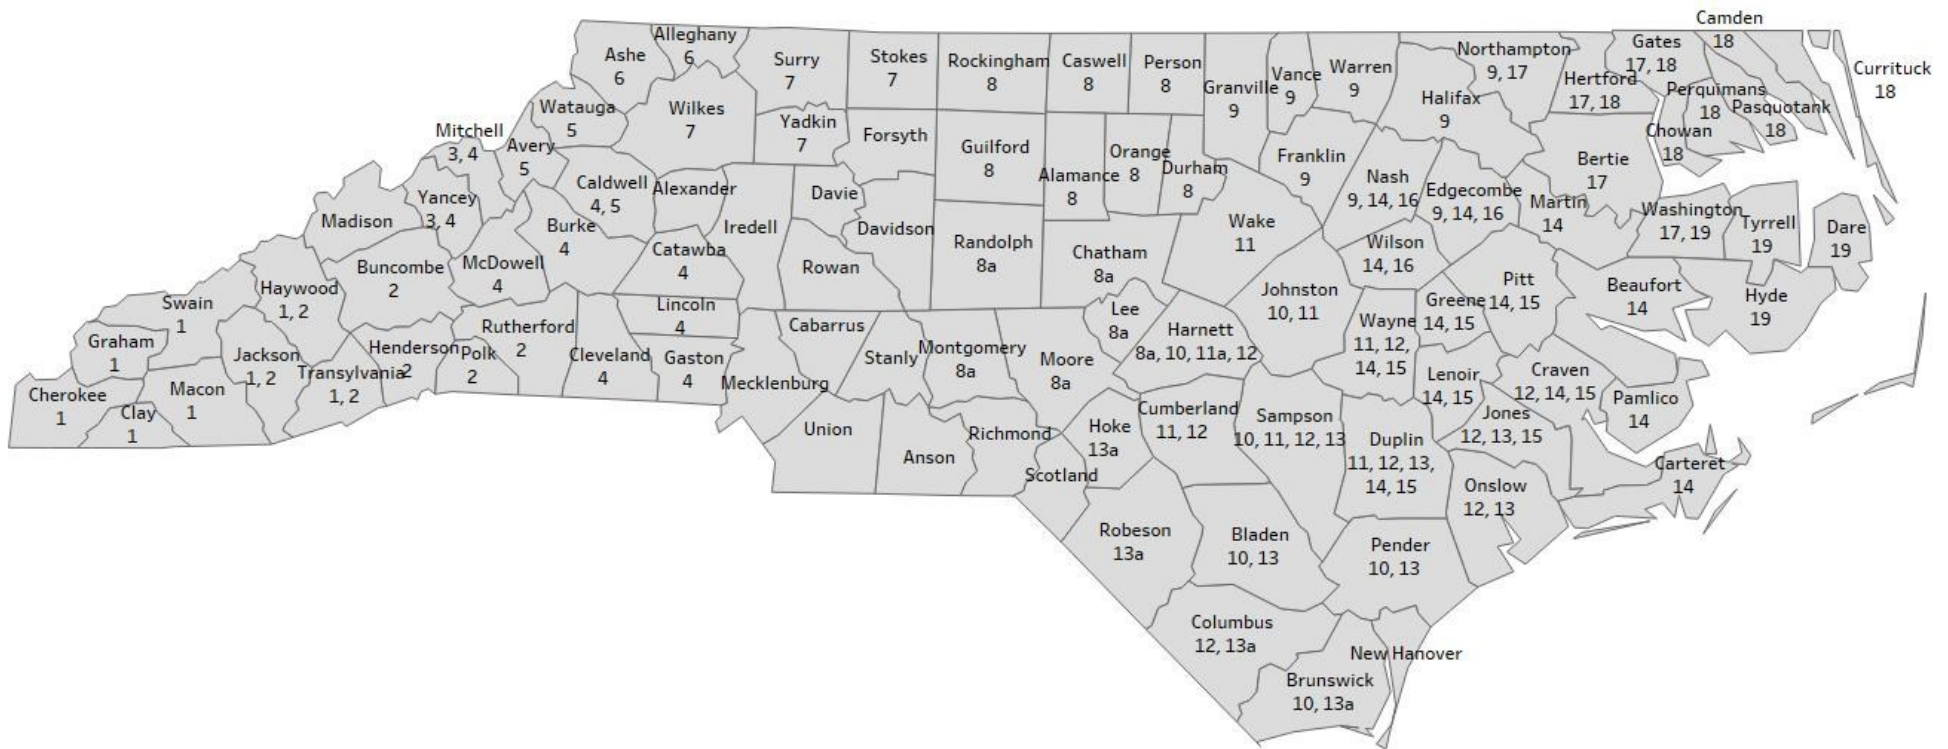 Camden
18
Alleghany
6
Ashe
6
Surry
7
Stokes
7
Rockingham
8
Caswell
8
Person
8
Granville
9
Vance
9
Warren
9
Northampton
9, 17
Hertford
17, 18
Gates
17, 18
Currituck
18
Perquimans
18
Pasquotank
18
Chowan
18
Halifax
9
Watauga
5
Wilkes
7
Yadkin
7
Forsyth
Guilford
8
Alamance
8
Orange
8
Durham
8
Franklin
9
Nash
9, 14, 16
Edgecombe
9, 14, 16
Bertie
17
Martin
14
Washington
17, 19
Tyrrell
19
Dare
19
Mitchell
3, 4
Avery
5
Yancey
3, 4
Caldwell
4, 5
Alexander
Davie
Iredell
Davidson
Madison
Burke
4
Catawba
4
Rowan
Randolph
8a
Chatham
8a
Wake
11
Wilson
14, 16
Pitt
14, 15
Beaufort
14
Hyde
19
Buncombe
2
McDowell
4
Haywood
1, 2
Swain
1
Graham
1
Jackson
1, 2
Henderson
2
Polk
2
Rutherford
2
Cleveland
4
Lincoln
4
Gaston
4
Cabarrus
Mecklenburg
Stanly
Montgomery
8a
Moore
8a
Lee
8a
Harnett
8a, 10, 11a, 12
Johnston
10, 11
Wayne
11, 12,
14, 15
Greene
14, 15
Lenoir
14, 15
Craven
12, 14, 15
Pamlico
14
Jones
12, 13, 15
Transylvania
1, 2
Macon
1
Cherokee
1
Clay
1
Union
Anson
Richmond
Scotland
Hoke
13a
Cumberland
11, 12
Sampson
10, 11, 12, 13
Duplin
11, 12, 13,
14, 15
Onslow
12, 13
Carteret
14
Robeson
13a
Bladen
10, 13
Pender
10, 13
Columbus
12, 13a
New Hanover
Brunswick
10, 13a